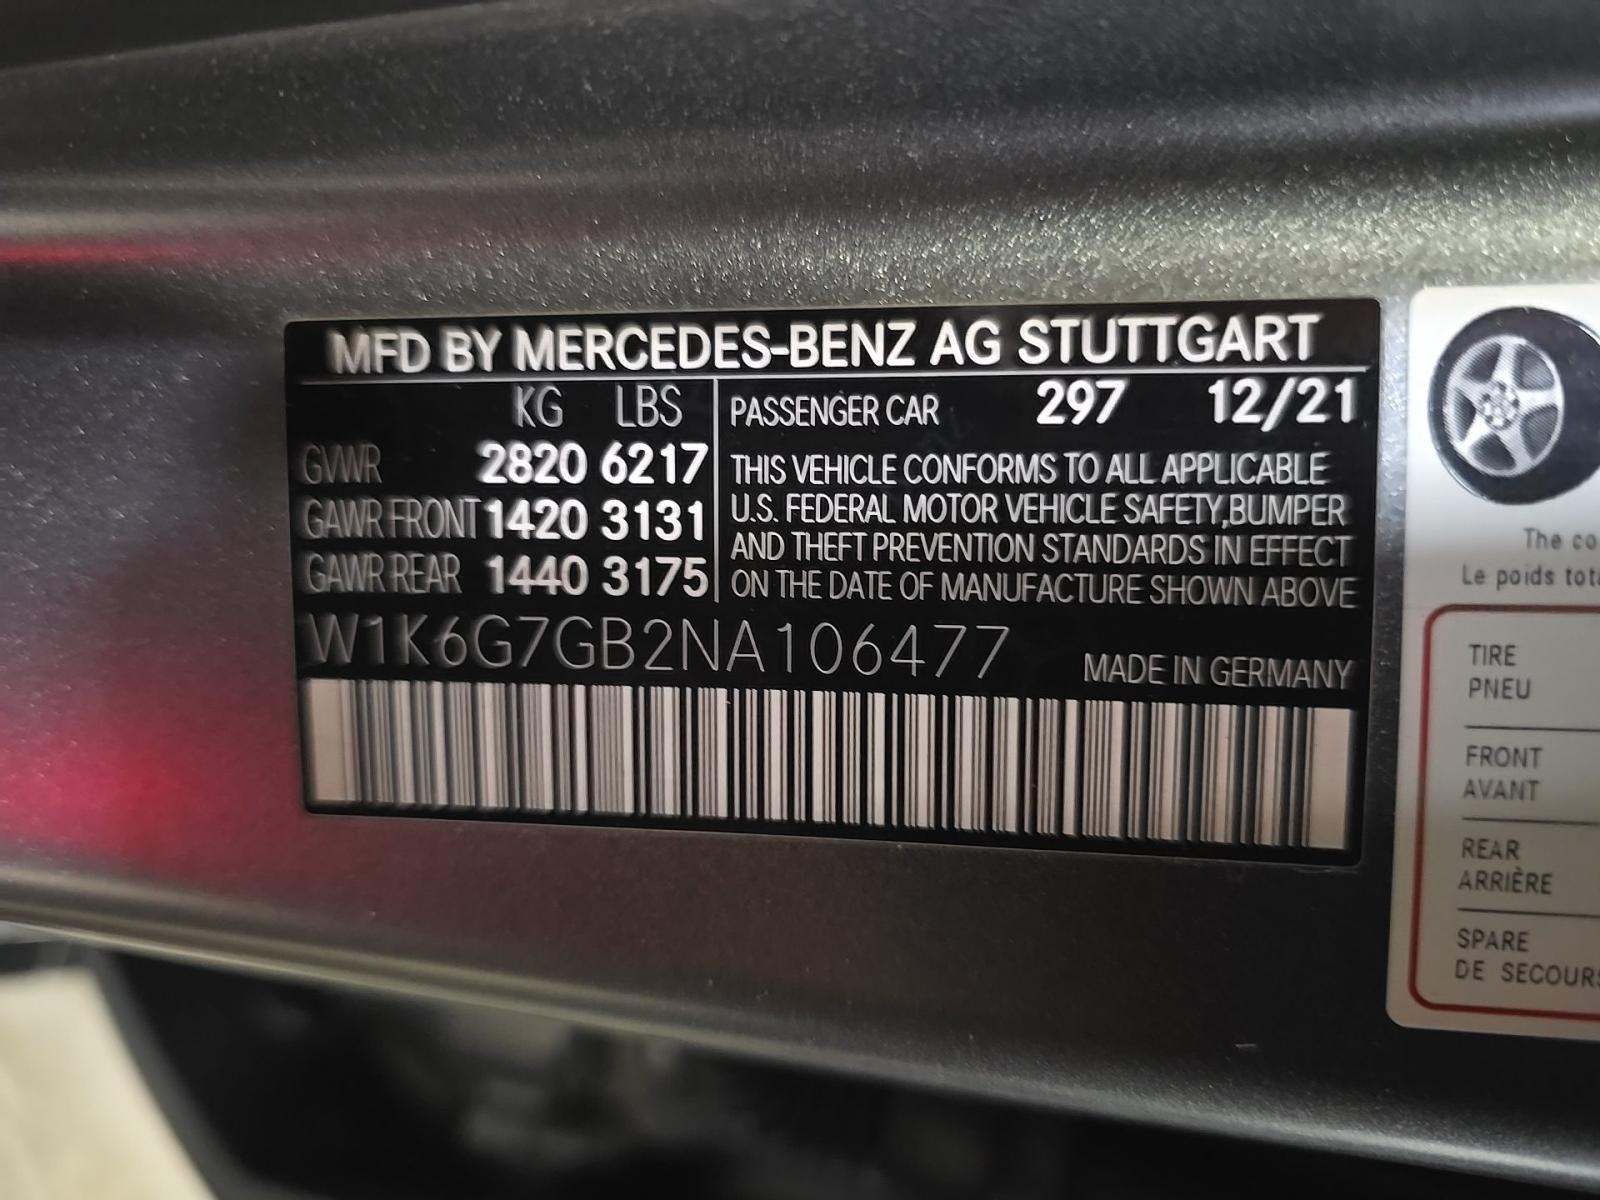 MFD BY MERCEDES-BENZ AG STUTTGART
KG LBS
GVWR 2820 6217
GAWR FRONT 1420 3131
GAWR REAR 1440 3175
PASSENGER CAR 297 12/21
THIS VEHICLE CONFORMS TO ALL APPLICABLE
U.S. FEDERAL MOTOR VEHICLE SAFETY,BUMPER
AND THEFT PREVENTION STANDARDS IN EFFECT
ON THE DATE OF MANUFACTURE SHOWN ABOVE
W1K6G7GB2NA106477
MADE IN GERMANY
The
Le poids
TIRE
PNEU
FRONT
AVANT
REAR
ARRIÈRE
SPARE
DE SECOURS